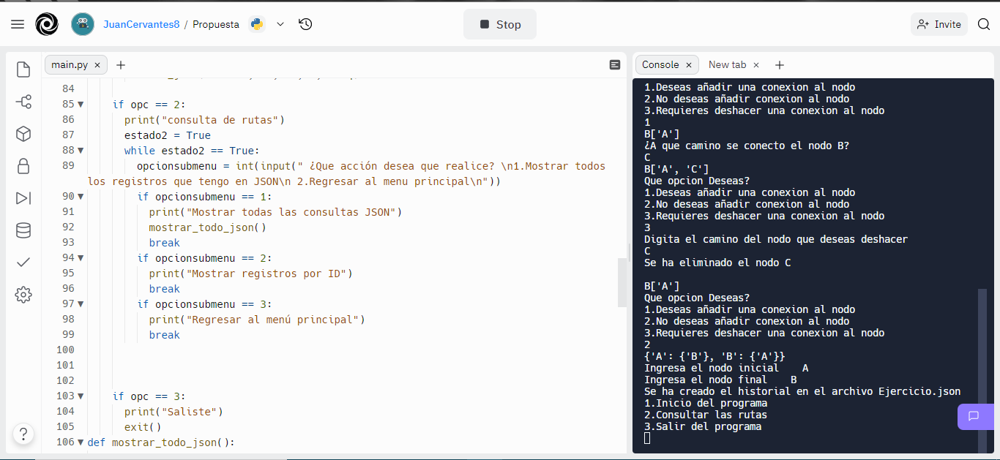 JuanCervantes8 / Propuesta
Stop
Invite
main.py × +
84
85 if opc == 2:
86 print("consulta de rutas")
87 estado2 = True
88 while estado2 == True:
89 opcionsubmenu = int(input(" ¿Que acción desea que realice? \n1.Mostrar todos
los registros que tengo en JSON\n 2.Regresar al menu principal\n"))
90 if opcionsubmenu == 1:
91 print("Mostrar todas las consultas JSON")
92 mostrar_todo_json()
93 break
94 if opcionsubmenu == 2:
95 print("Mostrar registros por ID")
96 break
97 if opcionsubmenu == 3:
98 print("Regresar al menú principal")
99 break
100
101
102
103 if opc == 3:
104 print("Saliste")
105 exit()
106 def mostrar_todo_json():
?
Console × New tab × +
1.Deseas añadir una conexion al nodo
2.No deseas añadir conexion al nodo
3.Requieres deshacer una conexion al nodo
1
B['A']
¿A que camino se conecto el nodo B?
C
B['A', 'C']
Que opcion Deseas?
1.Deseas añadir una conexion al nodo
2.No deseas añadir conexion al nodo
3.Requieres deshacer una conexion al nodo
3
Digita el camino del nodo que deseas deshacer
C
Se ha eliminado el nodo C
B['A']
Que opcion Deseas?
1.Deseas añadir una conexion al nodo
2.No deseas añadir conexion al nodo
3.Requieres deshacer una conexion al nodo
2
{'A': {'B'}, 'B': {'A'}}
Ingresa el nodo inicial A
Ingresa el nodo final B
Se ha creado el historial en el archivo Ejercicio.json
1.Inicio del programa
2.Consultar las rutas
3.Salir del programa